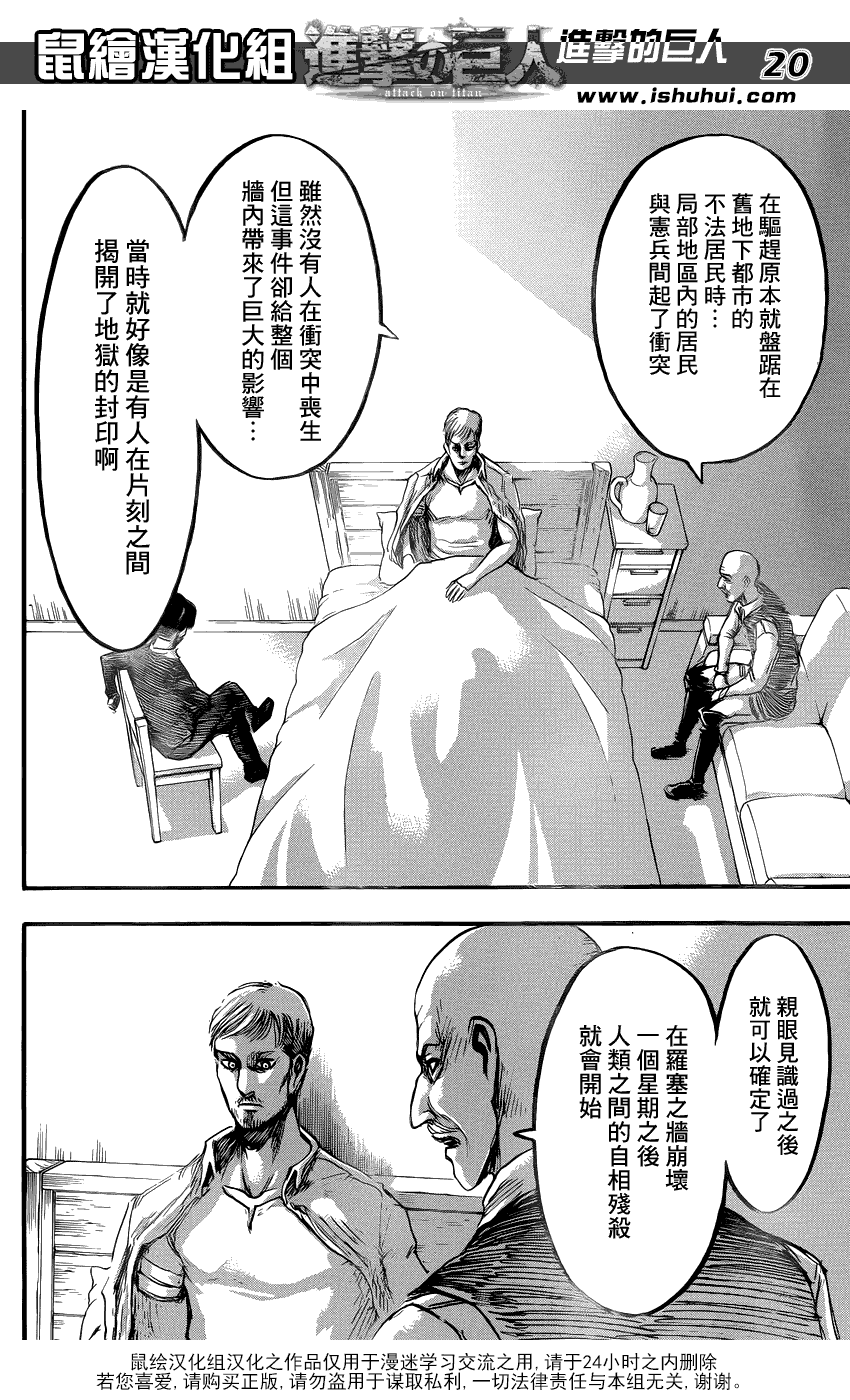 鼠繪漢化組
進撃の巨人
attack on titan
進擊的巨人
20
www.ishuhui.com
在驅趕原本就盤踞在
舊地下都市的
不法居民時…
局部地區內的居民
與憲兵間起了衝突
雖然沒有人在衝突中喪生
但這事件卻給整個
牆內帶來了巨大的影響…
當時就好像是有人在片刻之間
揭開了地獄的封印啊
親眼見識過之後
就可以確定了
在羅塞之牆崩壞
一個星期之後
人類之間的自相殘殺
就會開始
鼠绘汉化组汉化之作品仅用于漫迷学习交流之用, 请于24小时之内删除
若您喜爱, 请购买正版, 请勿盗用于谋取私利, 一切法律责任与本组无关, 谢谢。